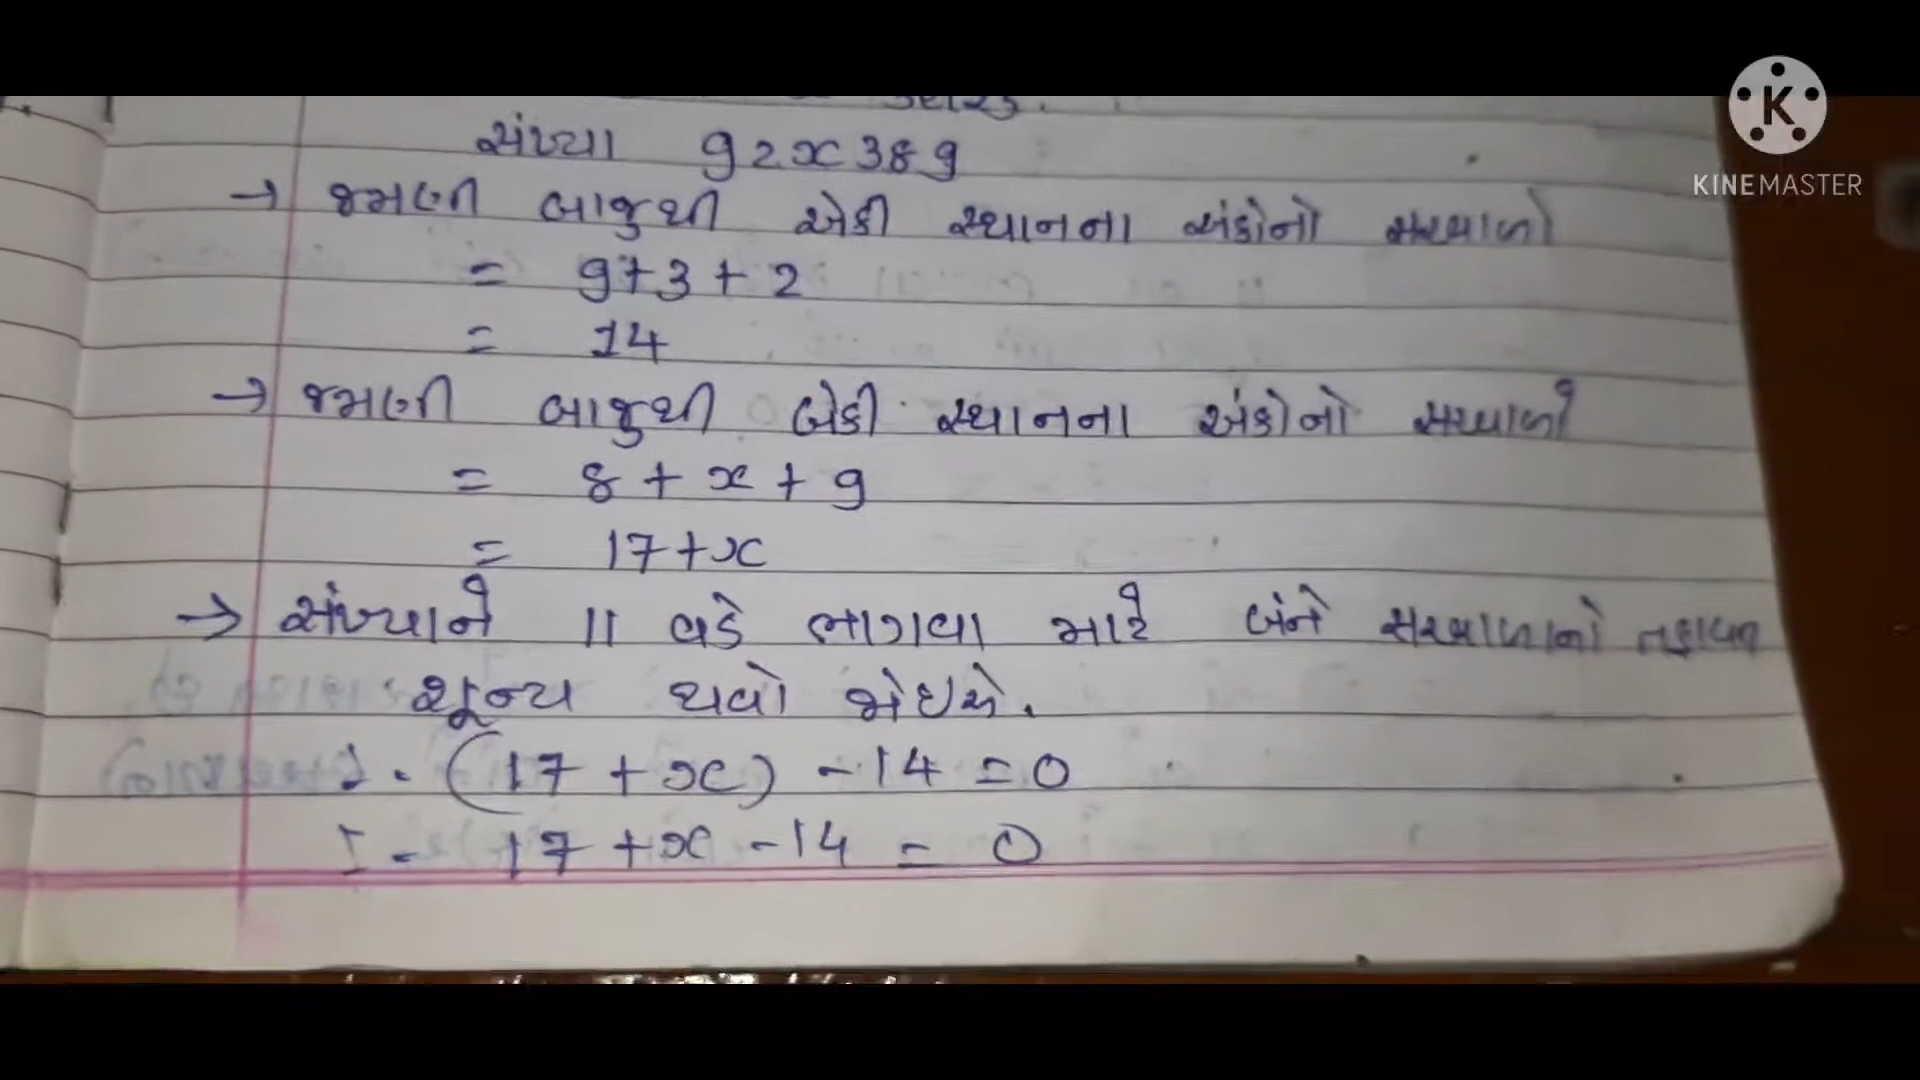 સંખ્યા 92x389
→ જમણી બાજુથી એકી સ્થાનના અંકોનો સરવાળો
= 9+3+2
= 14
→ જમણી બાજુથી બેકી સ્થાનના અંકોનો સરવાળો
= 8+x+9
= 17+x
→ સંખ્યાને 11 વડે ભાગવા માટે બંને સરવાળાનો તફાવત
શૂન્ય થવો જોઇએ.
∴ (17+x) -14 =0
∴ 17+x -14 = 0
K
KINEMASTER